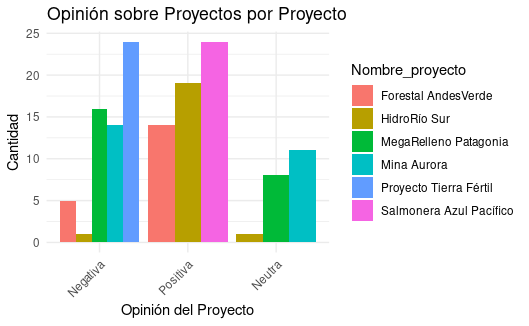 Opinión sobre Proyectos por Proyecto
Cantidad
25
20
15
10
5
0
Negativa
Positiva
Neutra
Opinión del Proyecto
Nombre_proyecto
Forestal AndesVerde
HidroRío Sur
MegaRelleno Patagonia
Mina Aurora
Proyecto Tierra Fértil
Salmonera Azul Pacífico